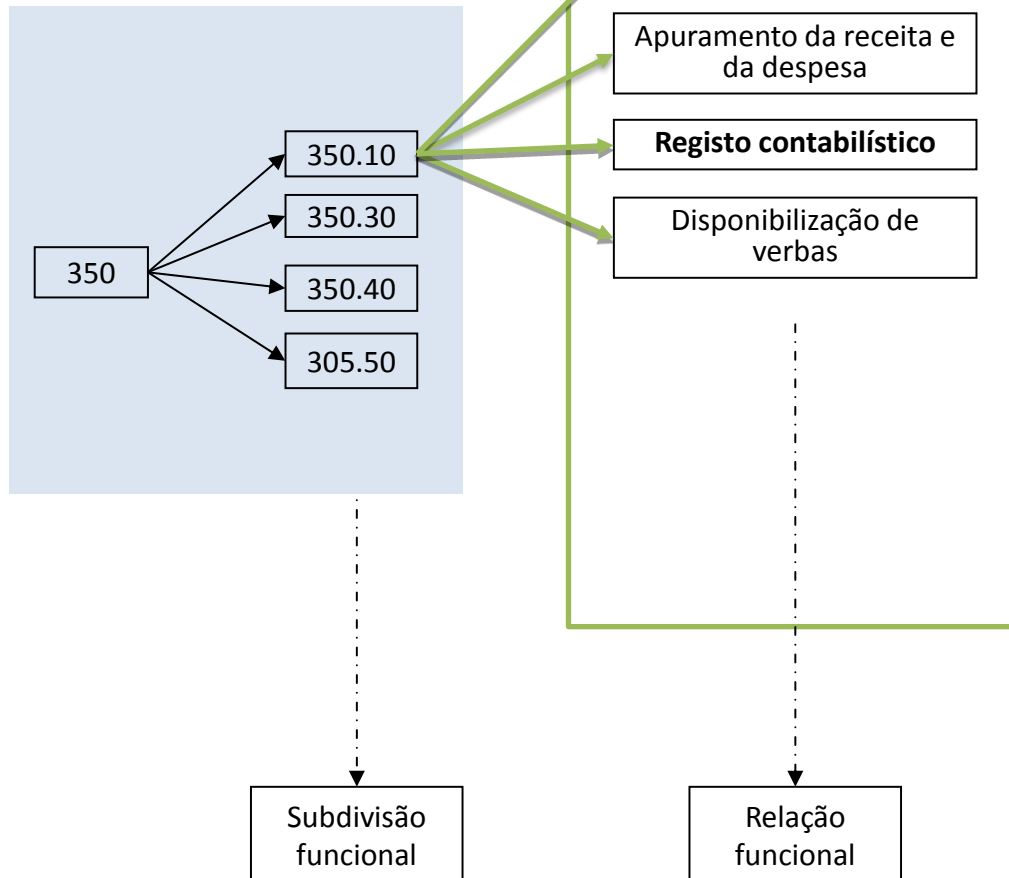 Apuramento da receita e
da despesa
350.10
Registo contabilístico
350.30
Disponibilização de
verbas
350
350.40
305.50
Subdivisão
funcional
Relação
funcional